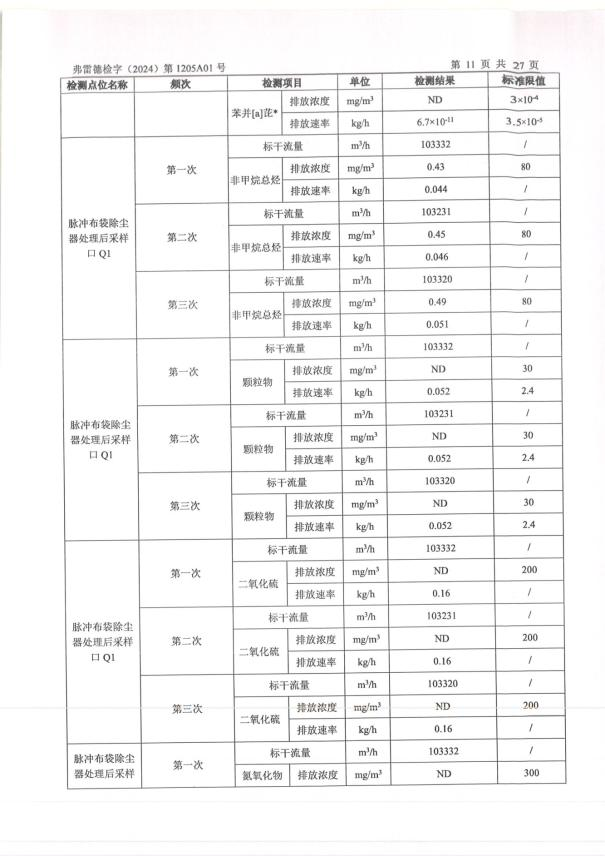 弗雷德检字（2024）第 1205A01 号
第 11 页 共 27 页
检测点位名称 频次 检测项目 单位 检测结果 标准限值
苯并[a]芘* 排放浓度 mg/m³ ND 3×10⁻⁴
排放速率 kg/h 6.7×10⁻¹¹ 3.5×10⁻⁵
脉冲布袋除尘器处理后采样口 Q1 第一次 标干流量 m³/h 103332 /
非甲烷总烃 排放浓度 mg/m³ 0.43 80
排放速率 kg/h 0.044 /
第二次 标干流量 m³/h 103231 /
非甲烷总烃 排放浓度 mg/m³ 0.45 80
排放速率 kg/h 0.046 /
第三次 标干流量 m³/h 103320 /
非甲烷总烃 排放浓度 mg/m³ 0.49 80
排放速率 kg/h 0.051 /
脉冲布袋除尘器处理后采样口 Q1 第一次 标干流量 m³/h 103332 /
颗粒物 排放浓度 mg/m³ ND 30
排放速率 kg/h 0.052 2.4
第二次 标干流量 m³/h 103231 /
颗粒物 排放浓度 mg/m³ ND 30
排放速率 kg/h 0.052 2.4
第三次 标干流量 m³/h 103320 /
颗粒物 排放浓度 mg/m³ ND 30
排放速率 kg/h 0.052 2.4
脉冲布袋除尘器处理后采样口 Q1 第一次 标干流量 m³/h 103332 /
二氧化硫 排放浓度 mg/m³ ND 200
排放速率 kg/h 0.16 /
第二次 标干流量 m³/h 103231 /
二氧化硫 排放浓度 mg/m³ ND 200
排放速率 kg/h 0.16 /
第三次 标干流量 m³/h 103320 /
二氧化硫 排放浓度 mg/m³ ND 200
排放速率 kg/h 0.16 /
脉冲布袋除尘器处理后采样 第一次 标干流量 m³/h 103332 /
氮氧化物 排放浓度 mg/m³ ND 300